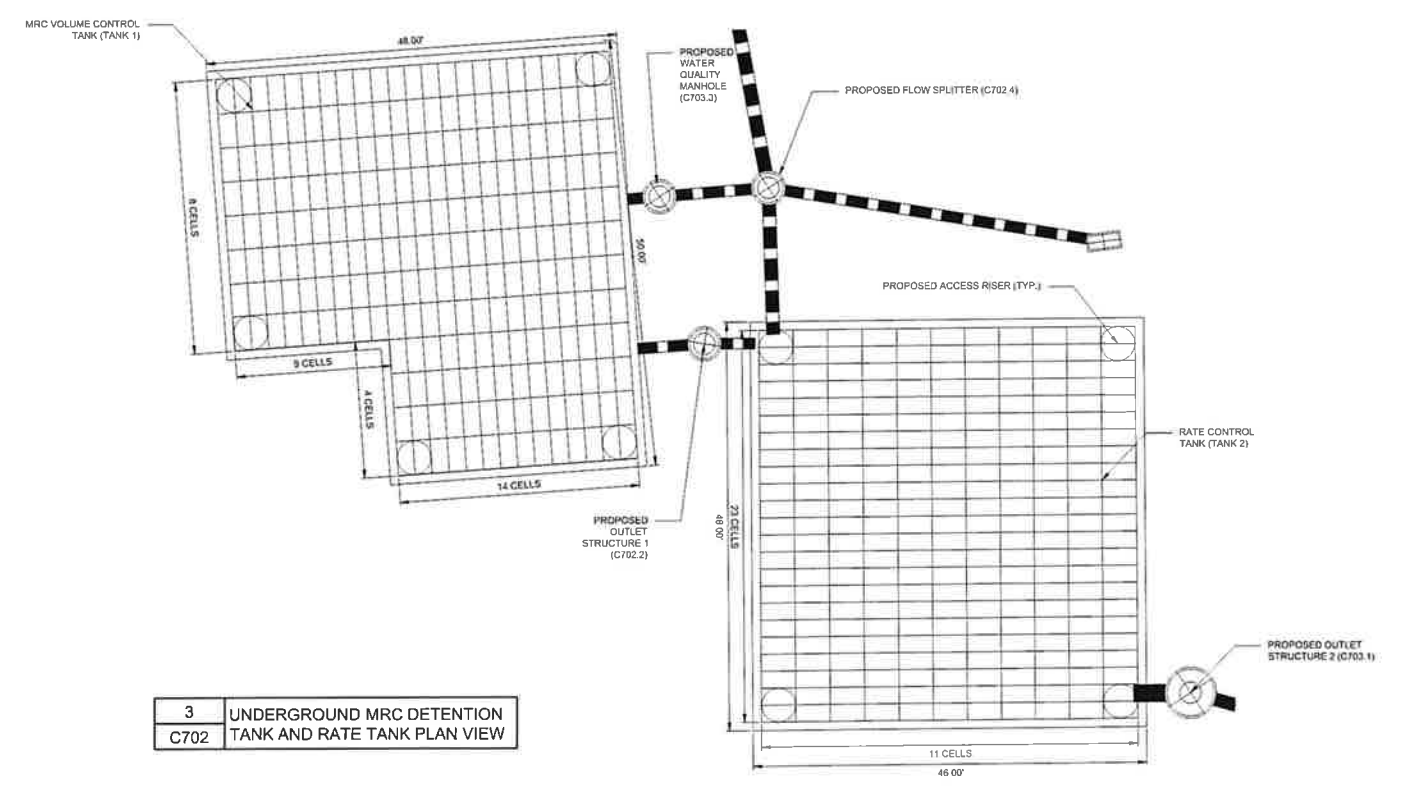 MRC VOLUME CONTROL
TANK (TANK 1)
48.00'
PROPOSED
WATER
QUALITY
MANHOLE
(C703.3)
PROPOSED FLOW SPLITTER (C702.4)
8 CELLS
50.00'
PROPOSED ACCESS RISER (TYP.)
9 CELLS
4 CELLS
14 CELLS
RATE CONTROL
TANK (TANK 2)
PROPOSED
OUTLET
STRUCTURE 1
(C702.2)
23 CELLS
48.00'
PROPOSED OUTLET
STRUCTURE 2 (C703.1)
3
C702
UNDERGROUND MRC DETENTION
TANK AND RATE TANK PLAN VIEW
11 CELLS
46.00'